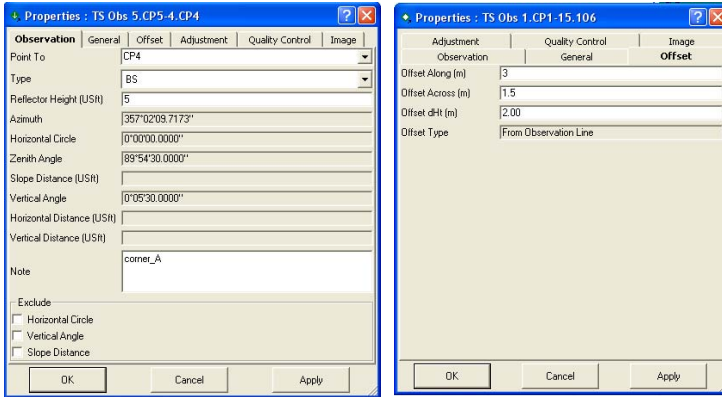 Properties : TS Obs 5.CP5-4.CP4
Observation General Offset Adjustment Quality Control Image
Point To CP4
Type BS
Reflector Height (USft) 5
Azimuth 357°02'09.7173"
Horizontal Circle 0°00'00.0000"
Zenith Angle 89°54'30.0000"
Slope Distance (USft)
Vertical Angle 0°05'30.0000"
Horizontal Distance (USft)
Vertical Distance (USft)
Note corner_A
Exclude
Horizontal Circle
Vertical Angle
Slope Distance
OK Cancel Apply
Properties : TS Obs 1.CP1-15.106
Adjustment Quality Control Image
Observation General Offset
Offset Along (m) 3
Offset Across (m) 1.5
Offset dHt (m) 2.00
Offset Type From Observation Line
OK Cancel Apply